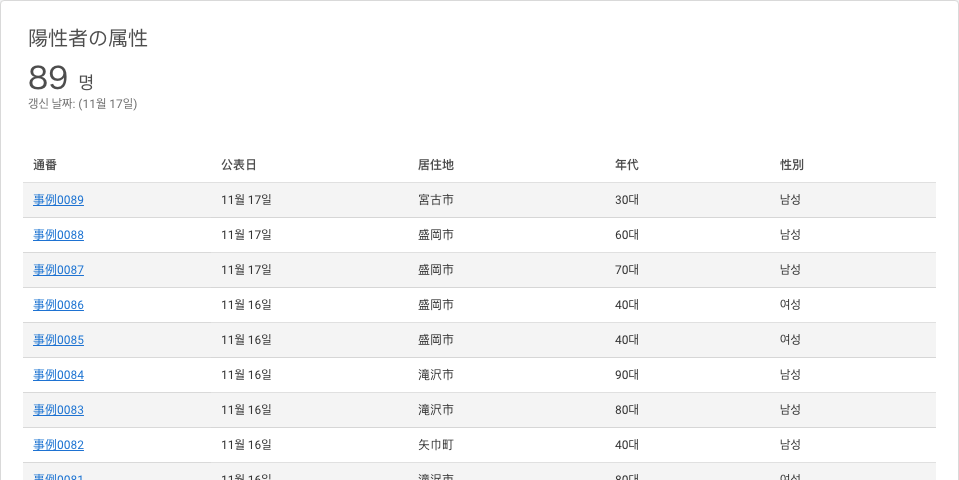 陽性者の属性
89 명
갱신 날짜: (11월 17일)
通番 公表日 居住地 年代 性別
事例0089 11월 17일 宮古市 30대 남성
事例0088 11월 17일 盛岡市 60대 남성
事例0087 11월 17일 盛岡市 70대 남성
事例0086 11월 16일 盛岡市 40대 여성
事例0085 11월 16일 盛岡市 40대 여성
事例0084 11월 16일 滝沢市 90대 남성
事例0083 11월 16일 滝沢市 80대 남성
事例0082 11월 16일 矢巾町 40대 남성
事例0081 11월 16일 滝沢市 80대 여성